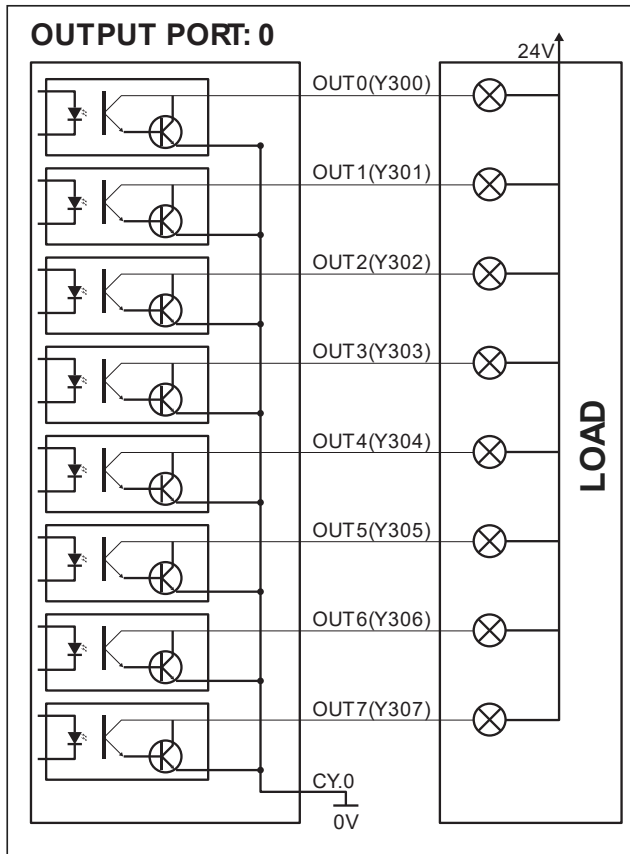 OUTPUT PORT: 0
24V
OUT0(Y300)
OUT1(Y301)
OUT2(Y302)
OUT3(Y303)
OUT4(Y304)
OUT5(Y305)
OUT6(Y306)
OUT7(Y307)
LOAD
CY.0
0V